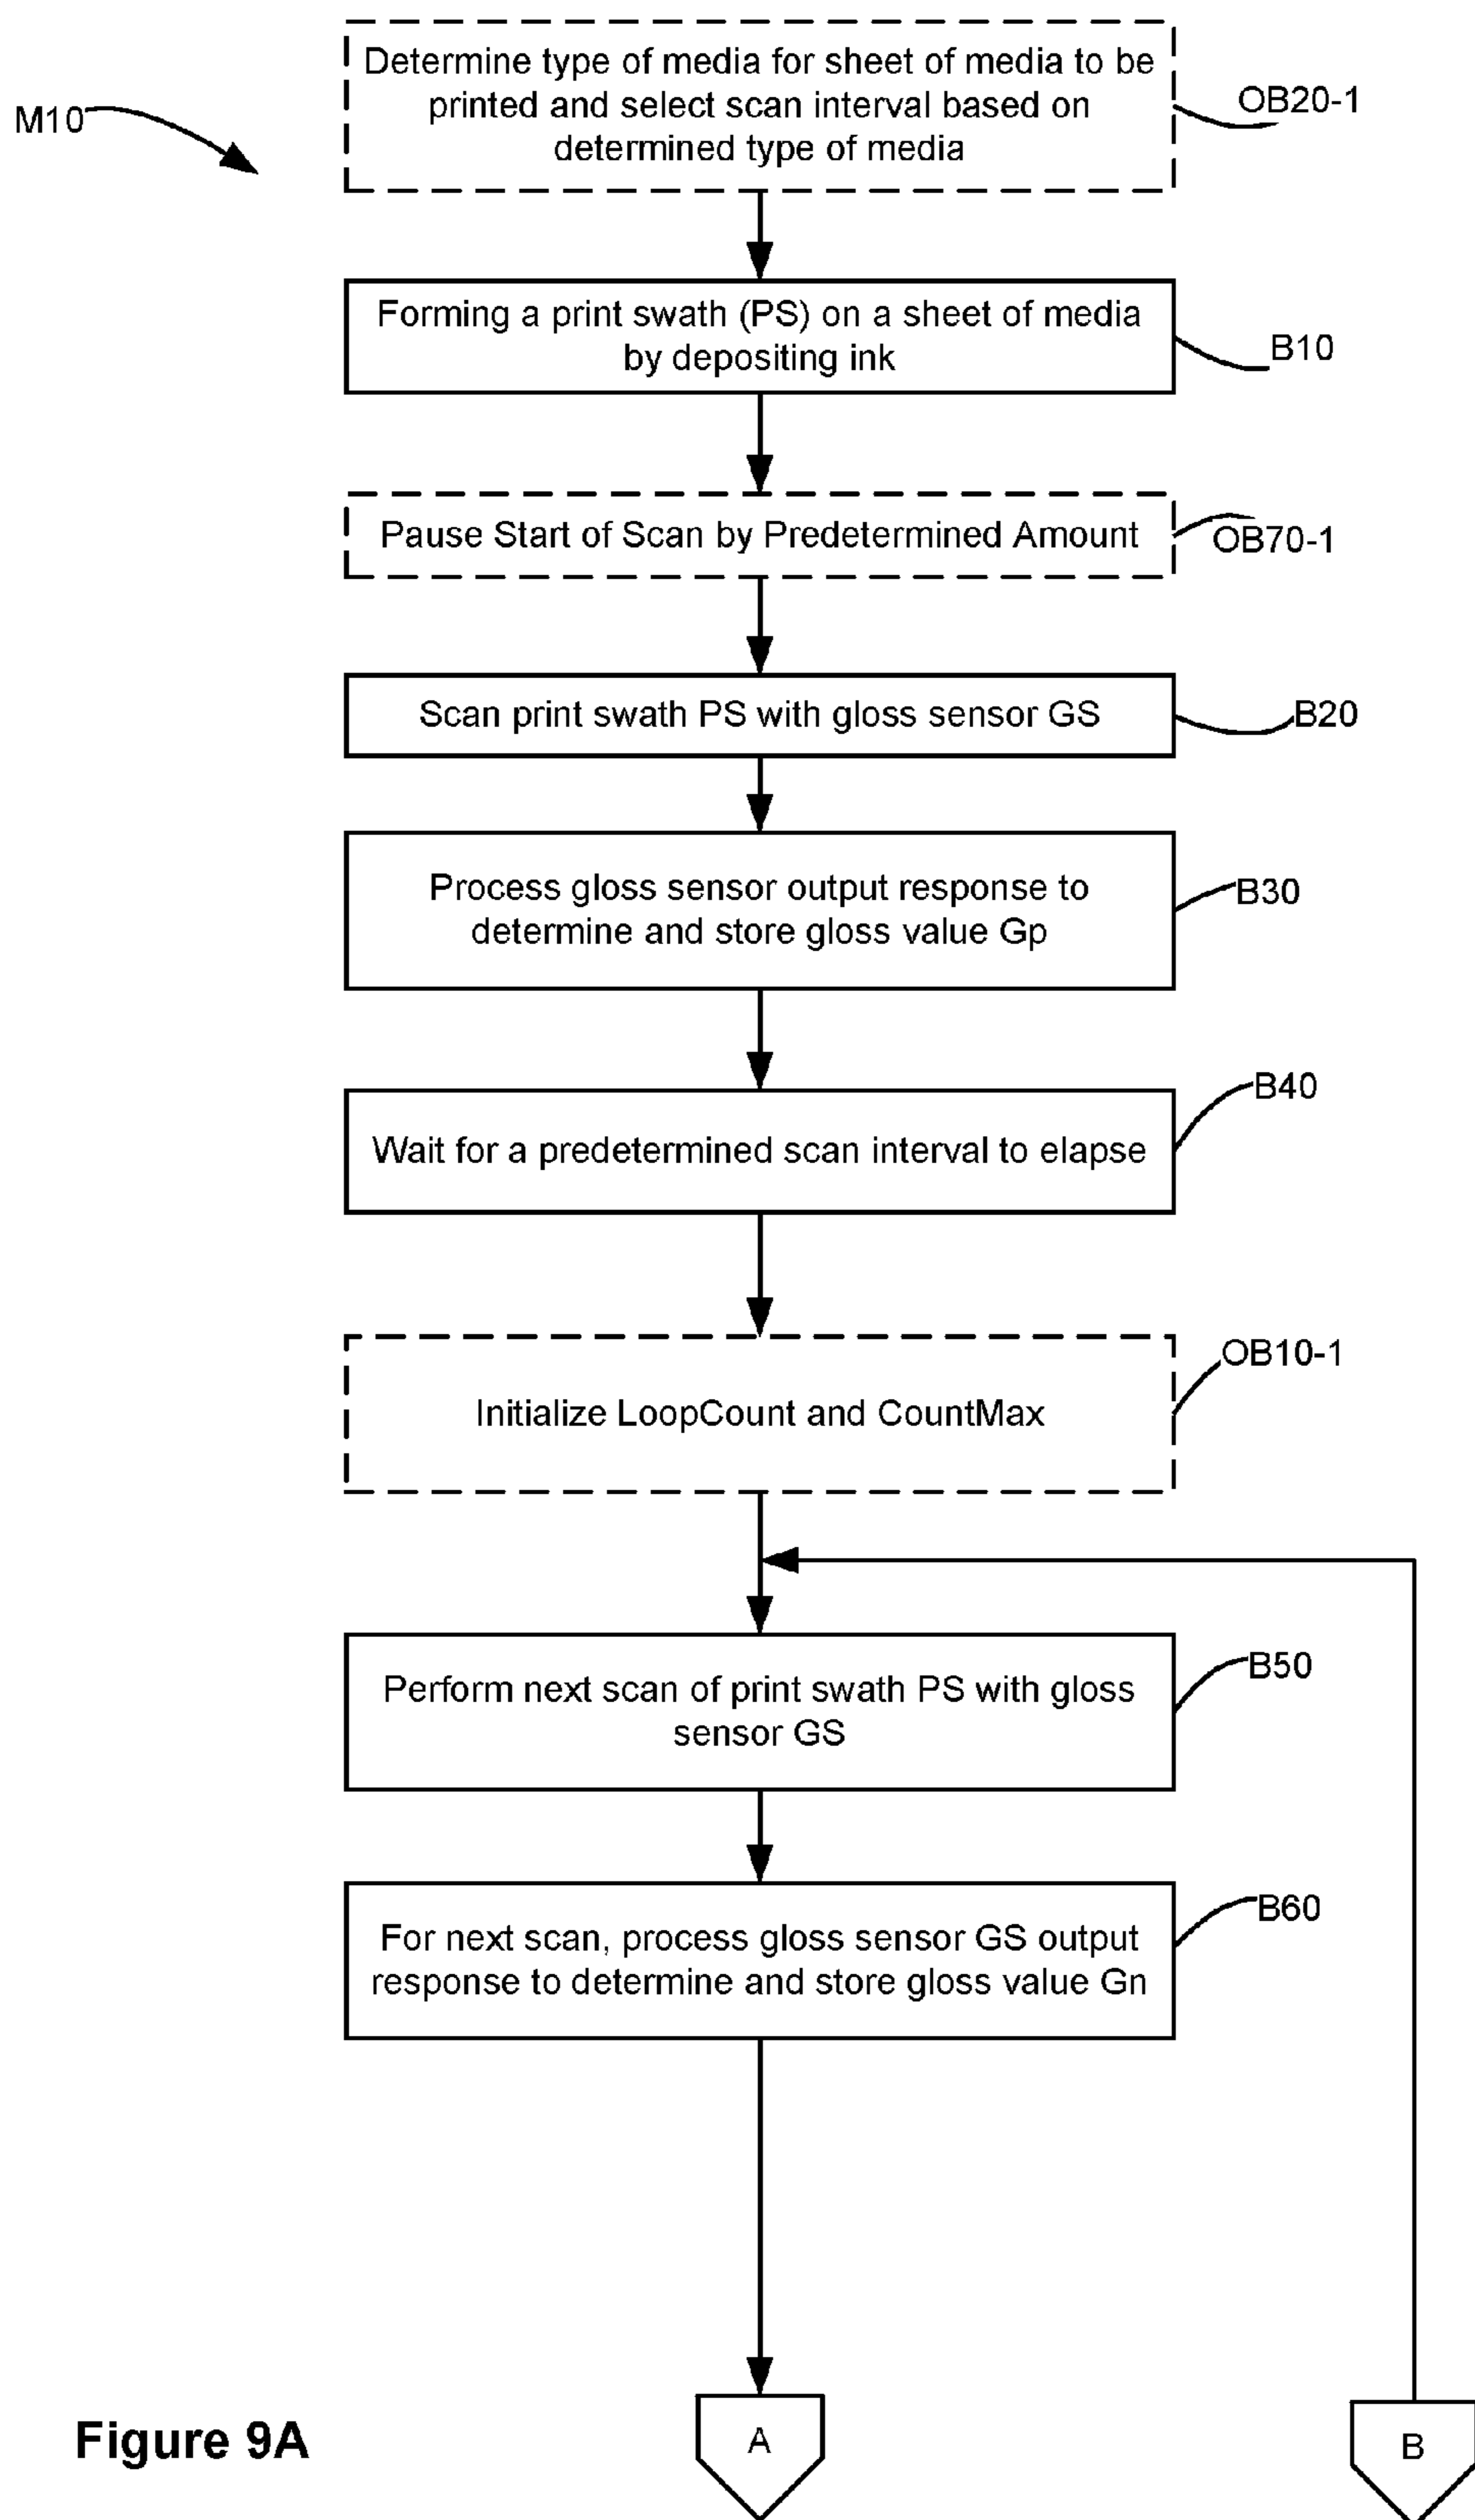 Determine type of media for sheet of media to be
printed and select scan interval based on
determined type of media
OB20-1
M10
Forming a print swath (PS) on a sheet of media
by depositing ink
B10
Pause Start of Scan by Predetermined Amount
OB70-1
Scan print swath PS with gloss sensor GS
B20
Process gloss sensor output response to
determine and store gloss value Gp
B30
B40
Wait for a predetermined scan interval to elapse
OB10-1
Initialize LoopCount and CountMax
B50
Perform next scan of print swath PS with gloss
sensor GS
B60
For next scan, process gloss sensor GS output
response to determine and store gloss value Gn
Figure 9A
A
B